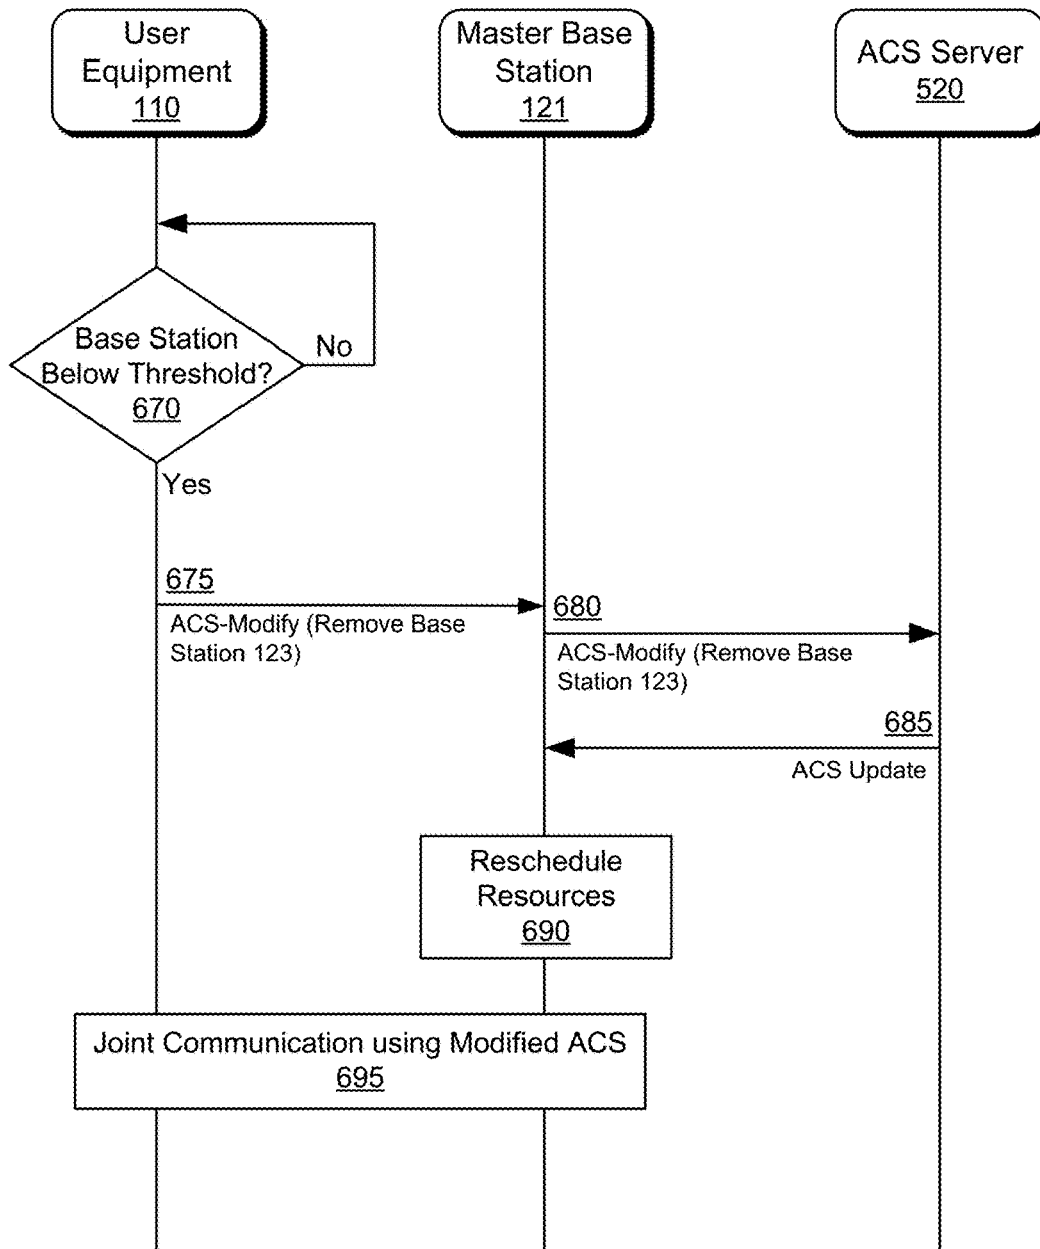 User
Equipment
110
Master Base
Station
121
ACS Server
520
Base Station
Below Threshold?
670
No
Yes
675
ACS-Modify (Remove Base
Station 123)
680
ACS-Modify (Remove Base
Station 123)
685
ACS Update
Reschedule
Resources
690
Joint Communication using Modified ACS
695